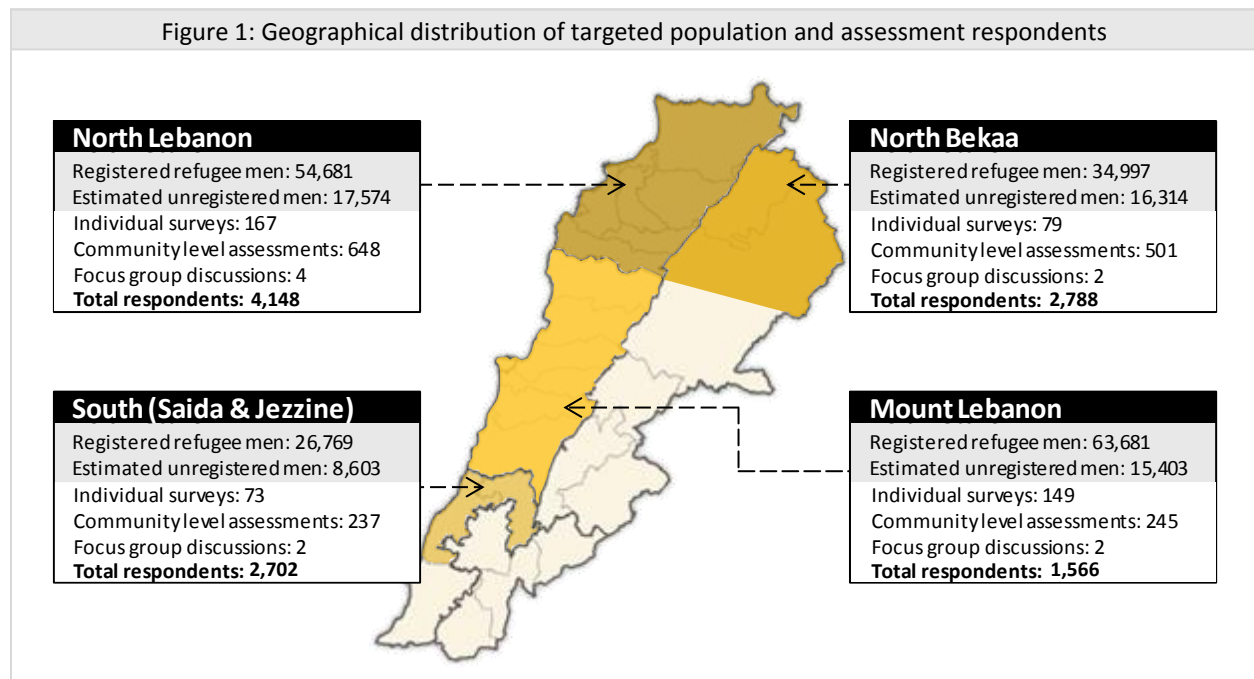 Figure 1: Geographical distribution of targeted population and assessment respondents
North Lebanon
Registered refugee men: 54,681
Estimated unregistered men: 17,574
Individual surveys: 167
Community level assessments: 648
Focus group discussions: 4
Total respondents: 4,148
North Bekaa
Registered refugee men: 34,997
Estimated unregistered men: 16,314
Individual surveys: 79
Community level assessments: 501
Focus group discussions: 2
Total respondents: 2,788
South (Saida & Jezzine)
Registered refugee men: 26,769
Estimated unregistered men: 8,603
Individual surveys: 73
Community level assessments: 237
Focus group discussions: 2
Total respondents: 2,702
Mount Lebanon
Registered refugee men: 63,681
Estimated unregistered men: 15,403
Individual surveys: 149
Community level assessments: 245
Focus group discussions: 2
Total respondents: 1,566